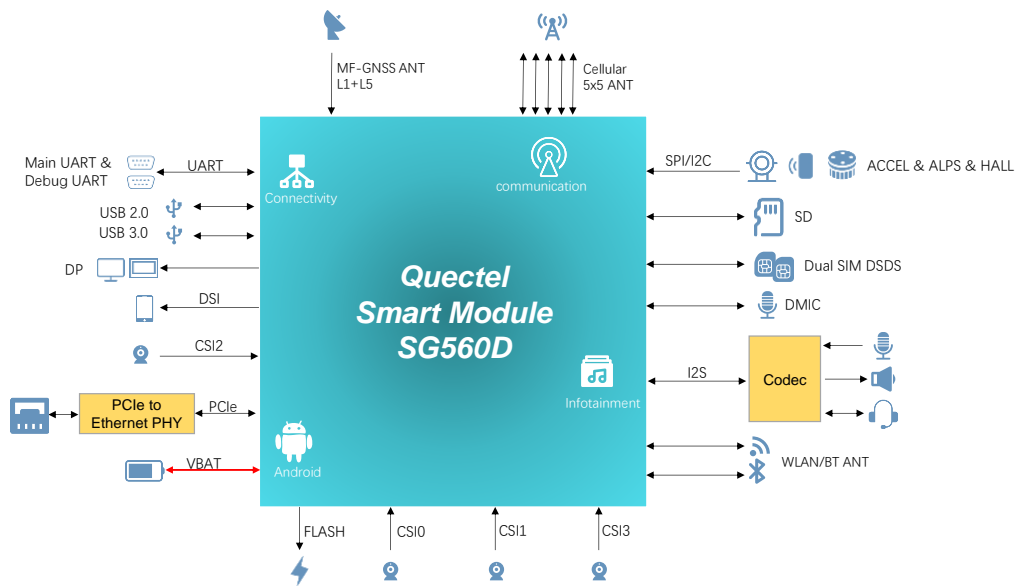 MF-GNSS ANT
L1+L5
Cellular
5x5 ANT
Main UART &
Debug UART
UART
USB 2.0
USB 3.0
DP
DSI
CSI2
PCIe to
Ethernet PHY
PCIe
VBAT
Connectivity
communication
Quectel
Smart Module
SG560D
Infotainment
Android
SPI/I2C
ACCEL & ALPS & HALL
SD
Dual SIM DSDS
DMIC
I2S
Codec
WLAN/BT ANT
FLASH
CSI0
CSI1
CSI3